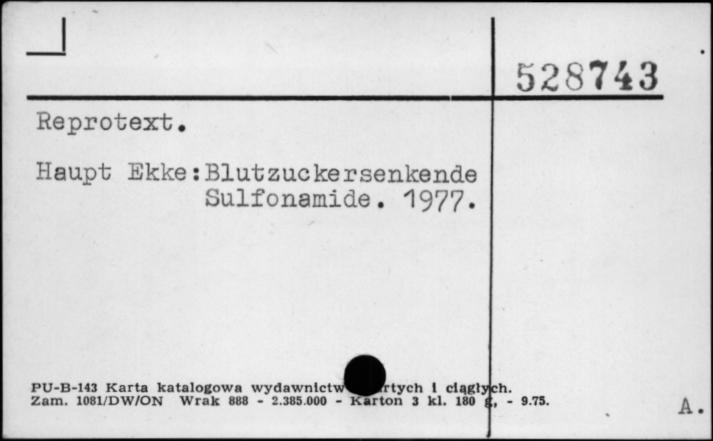 528743
Reprotext.
Haupt Ekke:Blutzuckersenkende
Sulfonamide. 1977.
PU-B-143 Karta katalogowa wydawnictw i ciągłych.
Zam. 1081/DW/ON Wrak 888 - 2.385.000 - Karton 3 kl. 180 g, - 9.75.
A.